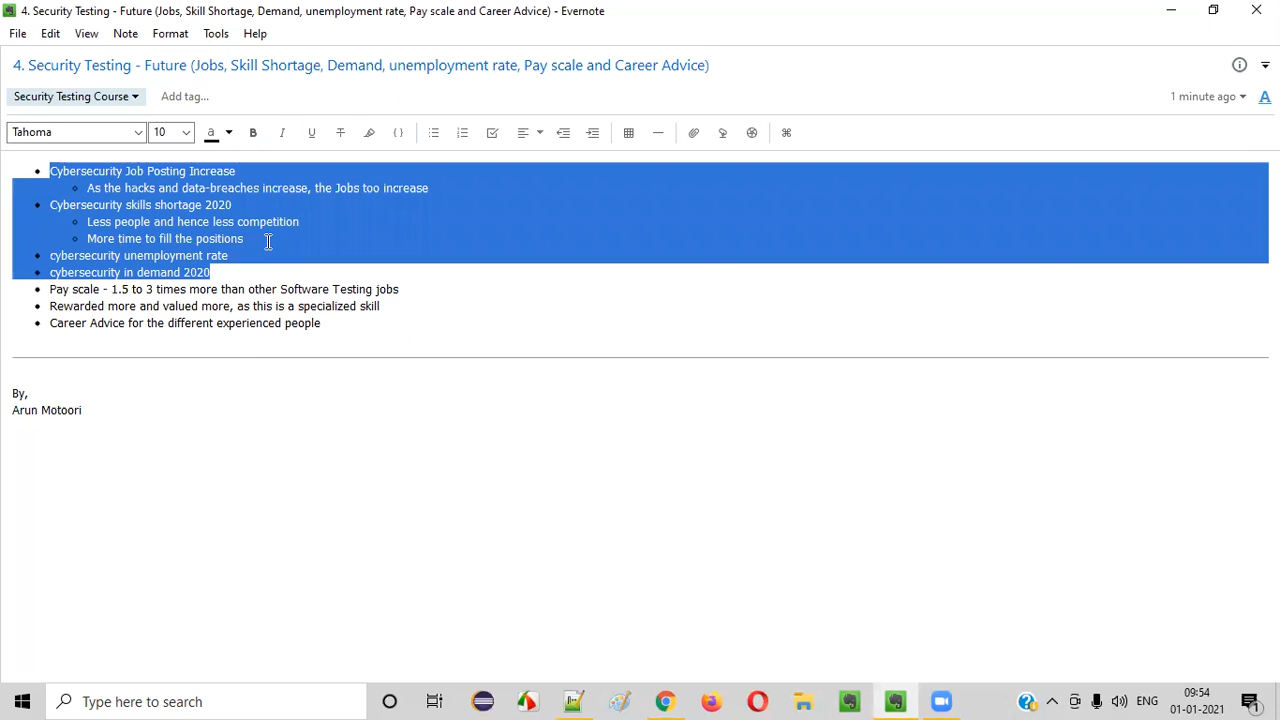 4. Security Testing - Future (Jobs, Skill Shortage, Demand, unemployment rate, Pay scale and Career Advice) - Evernote
File Edit View Note Format Tools Help
4. Security Testing - Future (Jobs, Skill Shortage, Demand, unemployment rate, Pay scale and Career Advice)
Security Testing Course Add tag... 1 minute ago A
Tahoma 10 a B I U T { }
Cybersecurity Job Posting Increase
As the hacks and data-breaches increase, the Jobs too increase
Cybersecurity skills shortage 2020
Less people and hence less competition
More time to fill the positions
cybersecurity unemployment rate
cybersecurity in demand 2020
Pay scale - 1.5 to 3 times more than other Software Testing jobs
Rewarded more and valued more, as this is a specialized skill
Career Advice for the different experienced people
By,
Arun Motoori
Type here to search ENG 09:54
01-01-2021 1